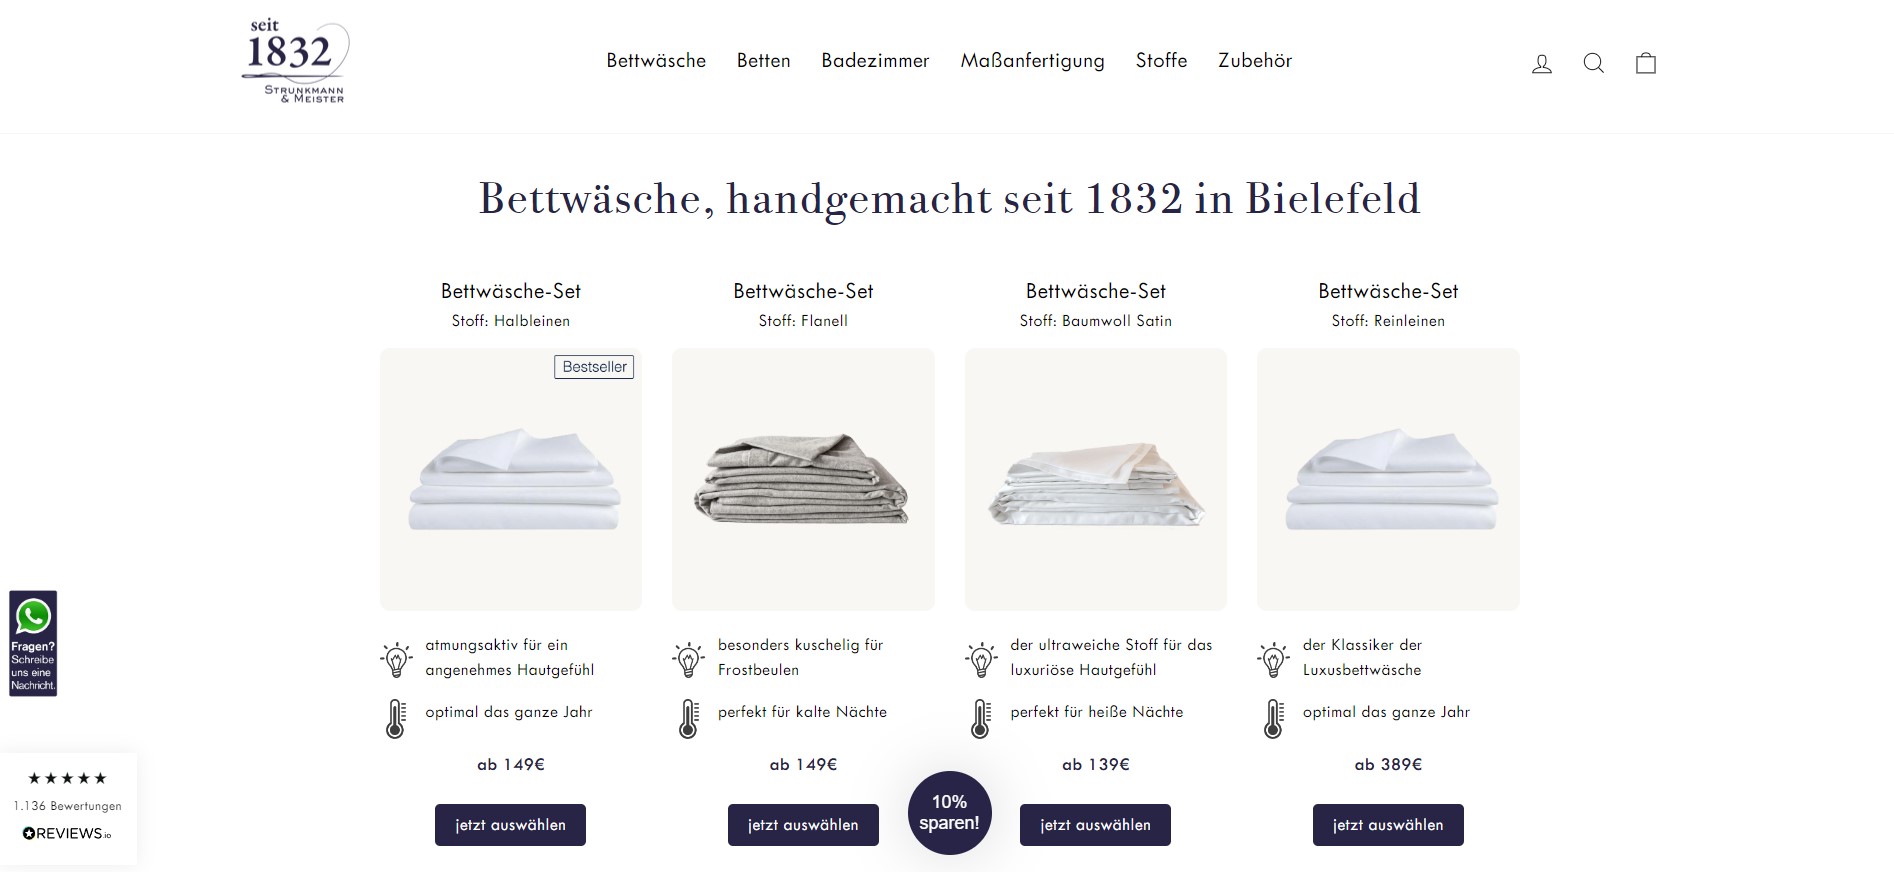 seit
1832
STRUNKMANN
& MEISTER
Bettwäsche Betten Badezimmer Maßanfertigung Stoffe Zubehör
Bettwäsche, handgemacht seit 1832 in Bielefeld
Bettwäsche-Set
Stoff: Halbleinen
Bestseller
atmungsaktiv für ein
angenehmes Hautgefühl
optimal das ganze Jahr
ab 149€
jetzt auswählen
Bettwäsche-Set
Stoff: Flanell
besonders kuschelig für
Frostbeulen
perfekt für kalte Nächte
ab 149€
jetzt auswählen
Bettwäsche-Set
Stoff: Baumwoll Satin
der ultraweiche Stoff für das
luxuriöse Hautgefühl
perfekt für heiße Nächte
ab 139€
jetzt auswählen
Bettwäsche-Set
Stoff: Reinleinen
der Klassiker der
Luxusbettwäsche
optimal das ganze Jahr
ab 389€
jetzt auswählen
10%
sparen!
Fragen?
Schreibe
uns eine
Nachricht.
1.136 Bewertungen
REVIEWS.io